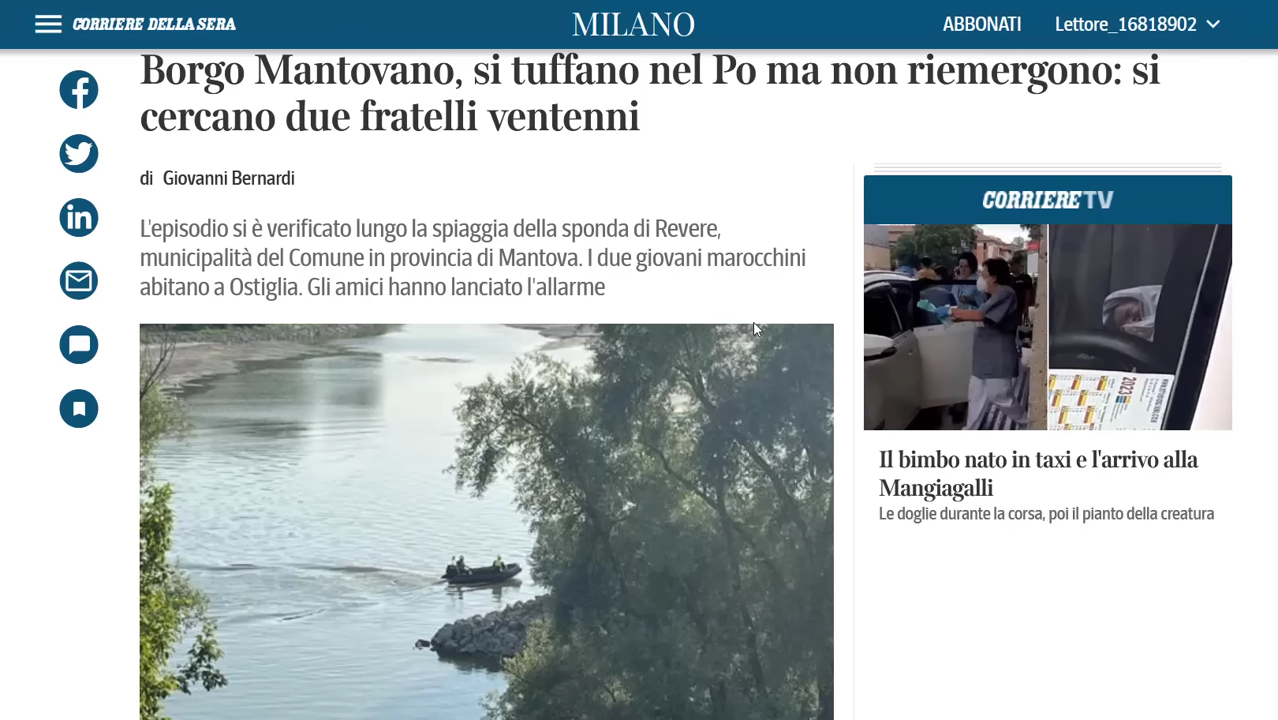 CORRIERE DELLA SERA
MILANO
ABBONATI
Lettore_16818902
Borgo Mantovano, si tuffano nel Po ma non riemergono: si
cercano due fratelli ventenni
di Giovanni Bernardi
L'episodio si è verificato lungo la spiaggia della sponda di Revere,
municipalità del Comune in provincia di Mantova. I due giovani marocchini
abitano a Ostiglia. Gli amici hanno lanciato l'allarme
CORRIERE TV
2023
Il bimbo nato in taxi e l'arrivo alla
Mangiagalli
Le doglie durante la corsa, poi il pianto della creatura